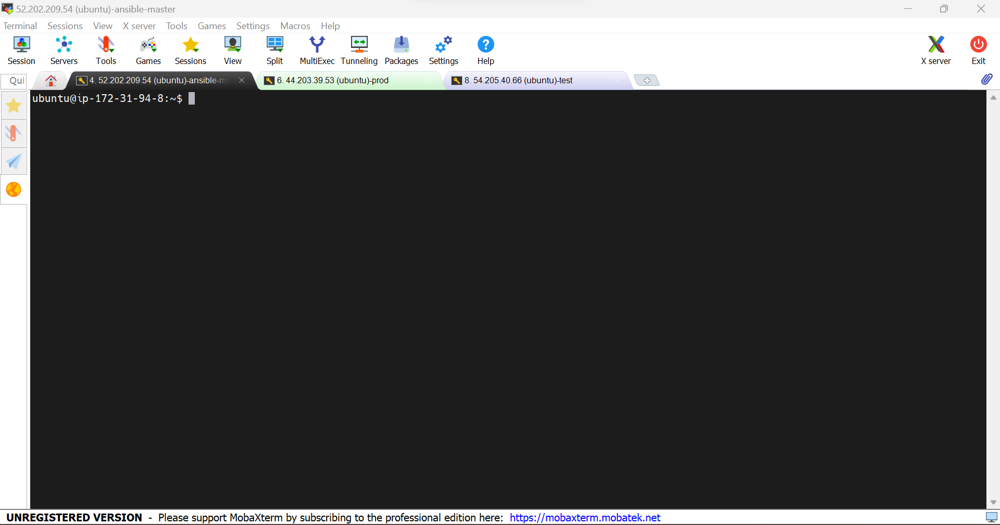 52.202.209.54 (ubuntu)-ansible-master
Terminal Sessions View X server Tools Games Settings Macros Help
Session Servers Tools Games Sessions View Split MultiExec Tunneling Packages Settings Help X server Exit
Qui 4. 52.202.209.54 (ubuntu)-ansible-m 6. 44.203.39.53 (ubuntu)-prod 8. 54.205.40.66 (ubuntu)-test
ubuntu@ip-172-31-94-8:~$
UNREGISTERED VERSION - Please support MobaXterm by subscribing to the professional edition here: https://mobaxterm.mobatek.net